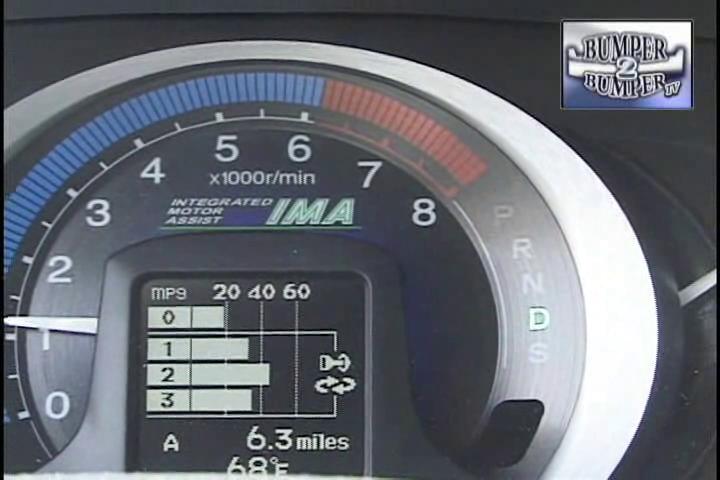 BUMPER
2
BUMPER TV
5 6
4 7
x1000r/min
INTEGRATED
MOTOR
ASSIST
IMA
3 8
P
2 R
N
mpg 20 40 60
0
D
1 1
2 S
3
0
A 6.3 miles
68°F